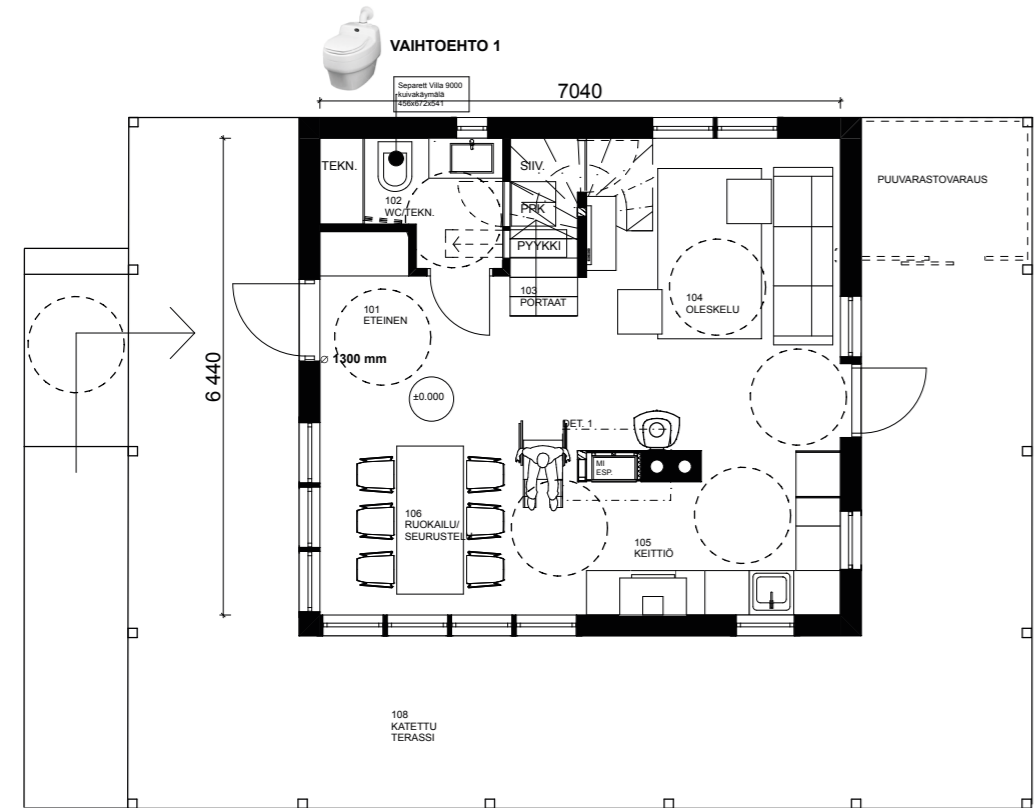 VAIHTOEHTO 1
Separett Villa 9000
kuivakäymälä
456x672x541
7040
6 440
TEKN.
102
WC/TEKN.
SIIV.
PPK
PYYKKI
103
PORTAAT
PUUVARASTOVARAUS
101
ETEINEN
⌀ 1300 mm
±0.000
104
OLESKELU
DET. 1
MI
ESP.
106
RUOKAILU/
SEURUSTELU
105
KEITTIÖ
108
KATETTU
TERASSI